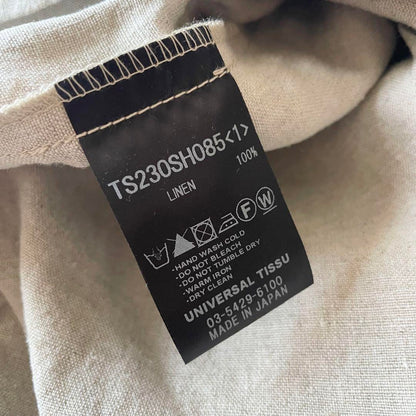 TS230SH085<1>
LINEN 100%
F W
-HAND WASH COLD
-DO NOT BLEACH
-DO NOT TUMBLE DRY
-WARM IRON
-DRY CLEAN
UNIVERSAL TISSU
03-5429-6100
MADE IN JAPAN